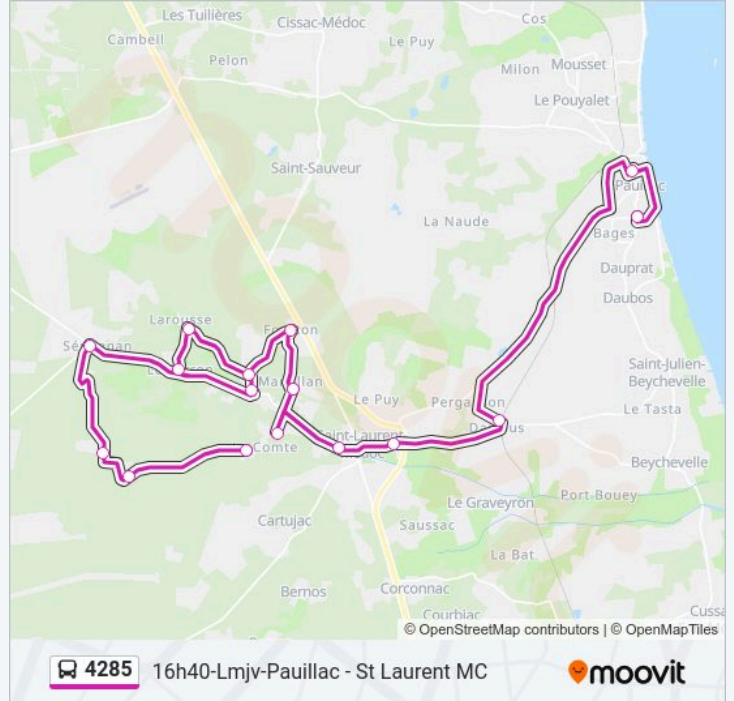 Les Tuilières
Cissac-Médoc
Cos
Cambell
Le Puy
Pelon
Milon
Mousset
Le Pouyalet
Saint-Sauveur
La Naude
Bages
Dauprat
Daubos
Larousse
Saint-Julien-
Beychevelle
Le Puy
Le Tasta
Comte
Beychevelle
Le Graveyron
Port Bouey
Cartujac
Saussac
La Bat
Bernos
Corconnac
Courbiac
Cussa
© OpenStreetMap contributors | © OpenMapTiles
4285 16h40-Lmjv-Pauillac - St Laurent MC moovit